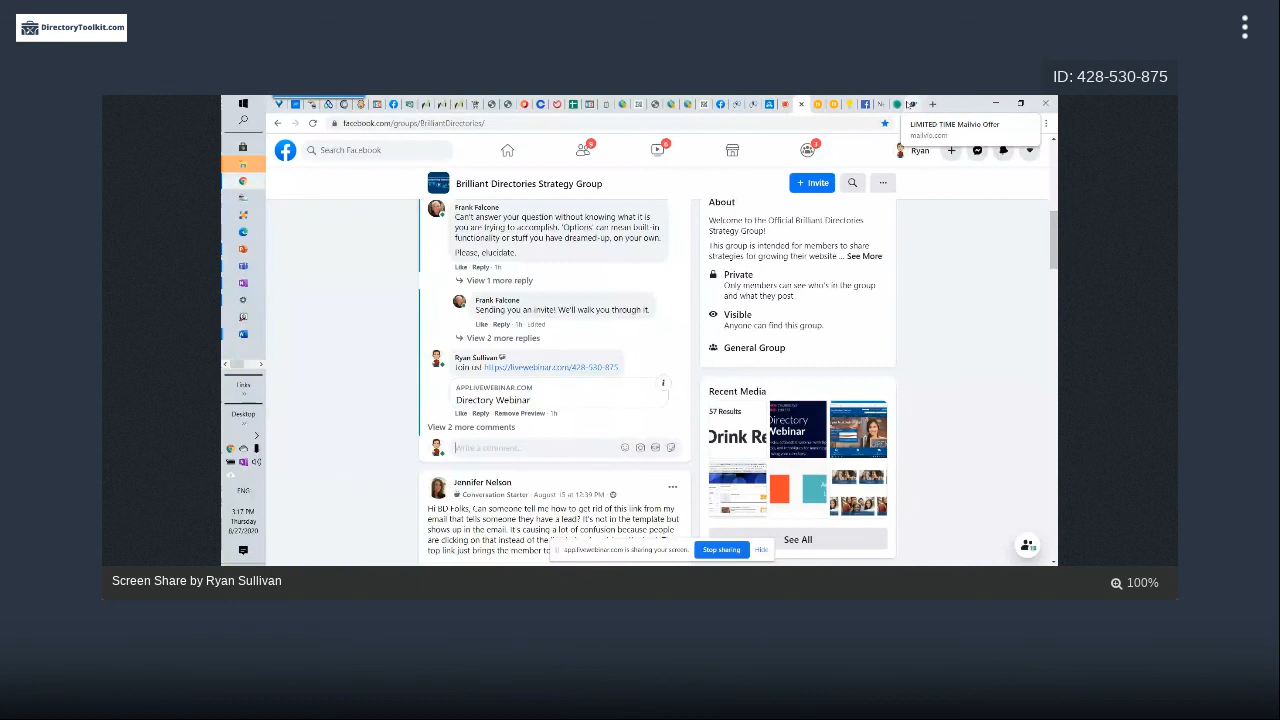 DirectoryToolkit.com
ID: 428-530-875
facebook.com/groups/BrilliantDirectories/
LIMITED TIME Mailvio Offer
mailvio.com
Search Facebook
9
6
Ryan
Brilliant Directories Strategy Group
+ Invite
Frank Falcone
Can't answer your question without knowing what it is
you are trying to accomplish. 'Options' can mean built-in
functionality or stuff you have dreamed-up, on your own.
Please, elucidate.
Like · Reply · 1h
View 1 more reply
Frank Falcone
Sending you an invite! We'll walk you through it.
Like · Reply · 1h · Edited
View 2 more replies
Ryan Sullivan
Join us! https://livewebinar.com/428-530-875
APP.LIVEWEBINAR.COM
Directory Webinar
Like · Reply · Remove Preview · 1h
View 2 more comments
Write a comment...
Jennifer Nelson
Conversation Starter · August 15 at 12:39 PM
Hi BD Folks, Can someone tell me how to get rid of this link from my
email that tells someone they have a lead? It's not in the template but
shows up in the email. It's causing a lot of confusion because people
are clicking on that instead of the
top link just brings the member to
About
Welcome to the Official Brilliant Directories
Strategy Group!
This group is intended for members to share
strategies for growing their website ... See More
Private
Only members can see who's in the group
and what they post
Visible
Anyone can find this group.
General Group
Recent Media
57 Results
Drink Re
Directory
Webinar
See All
app.livewebinar.com is sharing your screen.
Stop sharing
Hide
Links
Desktop
ENG
3:17 PM
Thursday
8/27/2020
Screen Share by Ryan Sullivan
100%